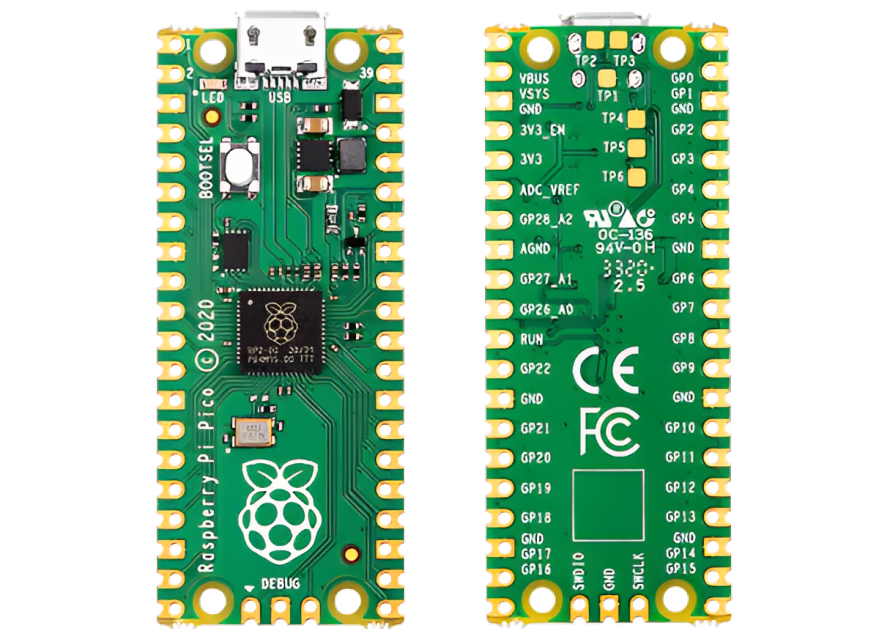 1
2
39
LED
USB
BOOTSEL
Raspberry Pi Pico © 2020
DEBUG
TP2 TP3
TP1
VBUS GP0
VSYS GP1
GND GND
TP4
3V3_EN GP2
TP5
3V3 GP3
TP6
ADC_VREF GP4
GP28_A2 GP5
OC-136
AGND 94V-0H GND
3320
GP27_A1 2.5 GP6
GP26_A0 GP7
RUN GP8
GP22 CE GP9
GND GND
GP21 FC GP10
GP20 GP11
GP19 GP12
GP18 GP13
GND GND
GP17 GP14
GP16 GP15
SWDIO GND SWCLK